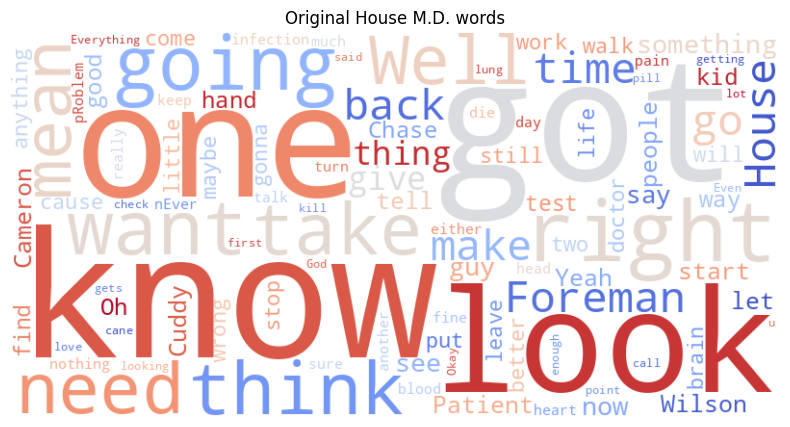 Original House M.D. words
Everything come infection much
said
going
Well
work walk something
getting
anything
mean
pRoblem
good
lung
time
pain
pill
kid
lot
House
keep
hand
back
one
got
die
day
go
really
little
maybe
gonna
Chase
thing
still
life
people
will
turn
give
Even
cause
check
nEver
talk
kill
tell
test
doctor
say
way
Cameron
want
take
first
either
right
make
two
know
God
guy
head
Yeah
start
gets
Oh
cane
look
Foreman
let
u
find
Cuddy
wrong
stop
another
fine
put
leave
better
enough
call
brain
love
nothing
looking
sure
see
Okay
point
need
think
blood
Patient
heart
now
Wilson